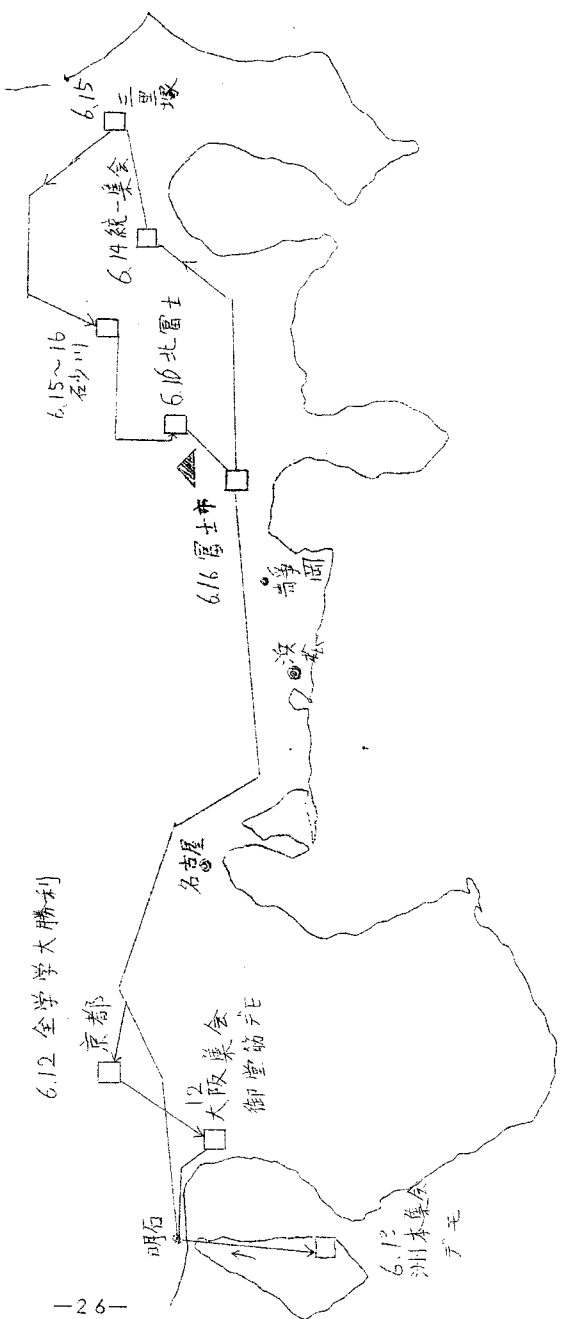 6.12 全学学大勝利
京都
12
大阪集会
御堂筋デモ
明石
6.13
洲本集会
デモ
名古屋
浜松
静岡
6.16 富士市
6.16 北富士
6.14 統一集会
6.15
三里塚
6.15〜16
砂川
—26—